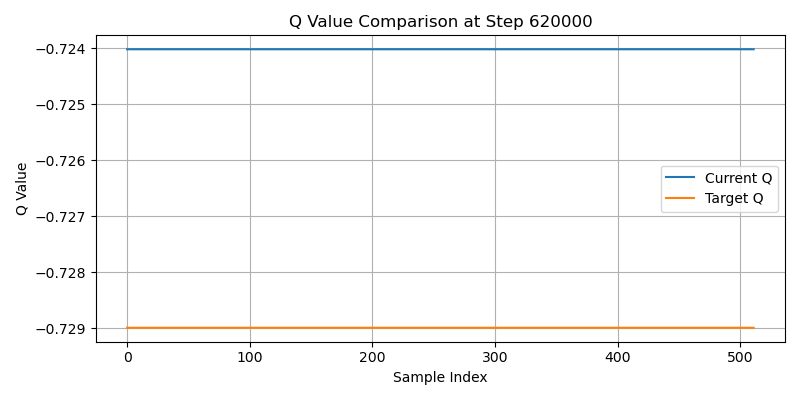 Q Value Comparison at Step 620000
−0.724
−0.725
−0.726
−0.727
−0.728
−0.729
Q Value
Current Q
Target Q
0 100 200 300 400 500
Sample Index